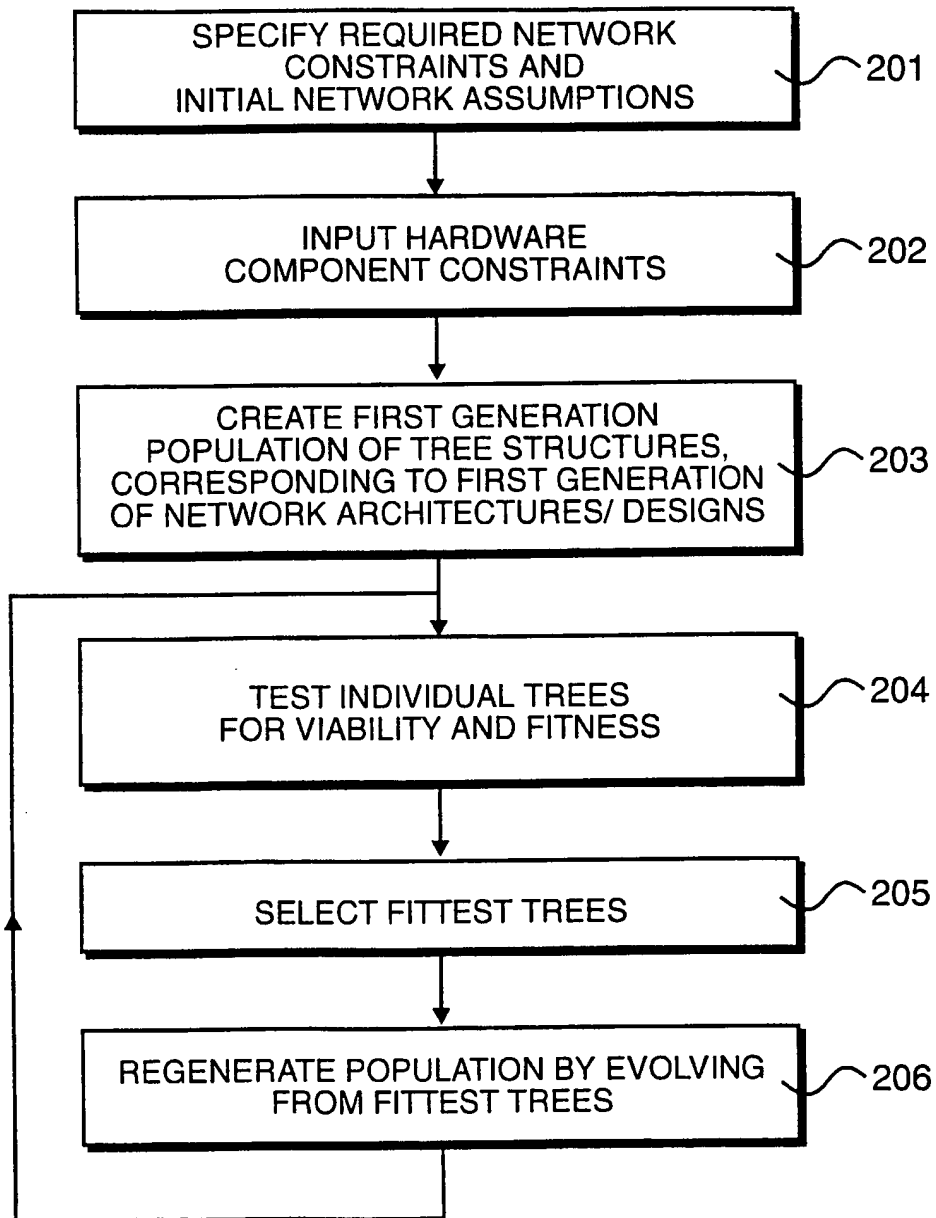 SPECIFY REQUIRED NETWORK
CONSTRAINTS AND
INITIAL NETWORK ASSUMPTIONS
201
INPUT HARDWARE
COMPONENT CONSTRAINTS
202
CREATE FIRST GENERATION
POPULATION OF TREE STRUCTURES,
CORRESPONDING TO FIRST GENERATION
OF NETWORK ARCHITECTURES/ DESIGNS
203
TEST INDIVIDUAL TREES
FOR VIABILITY AND FITNESS
204
SELECT FITTEST TREES
205
REGENERATE POPULATION BY EVOLVING
FROM FITTEST TREES
206